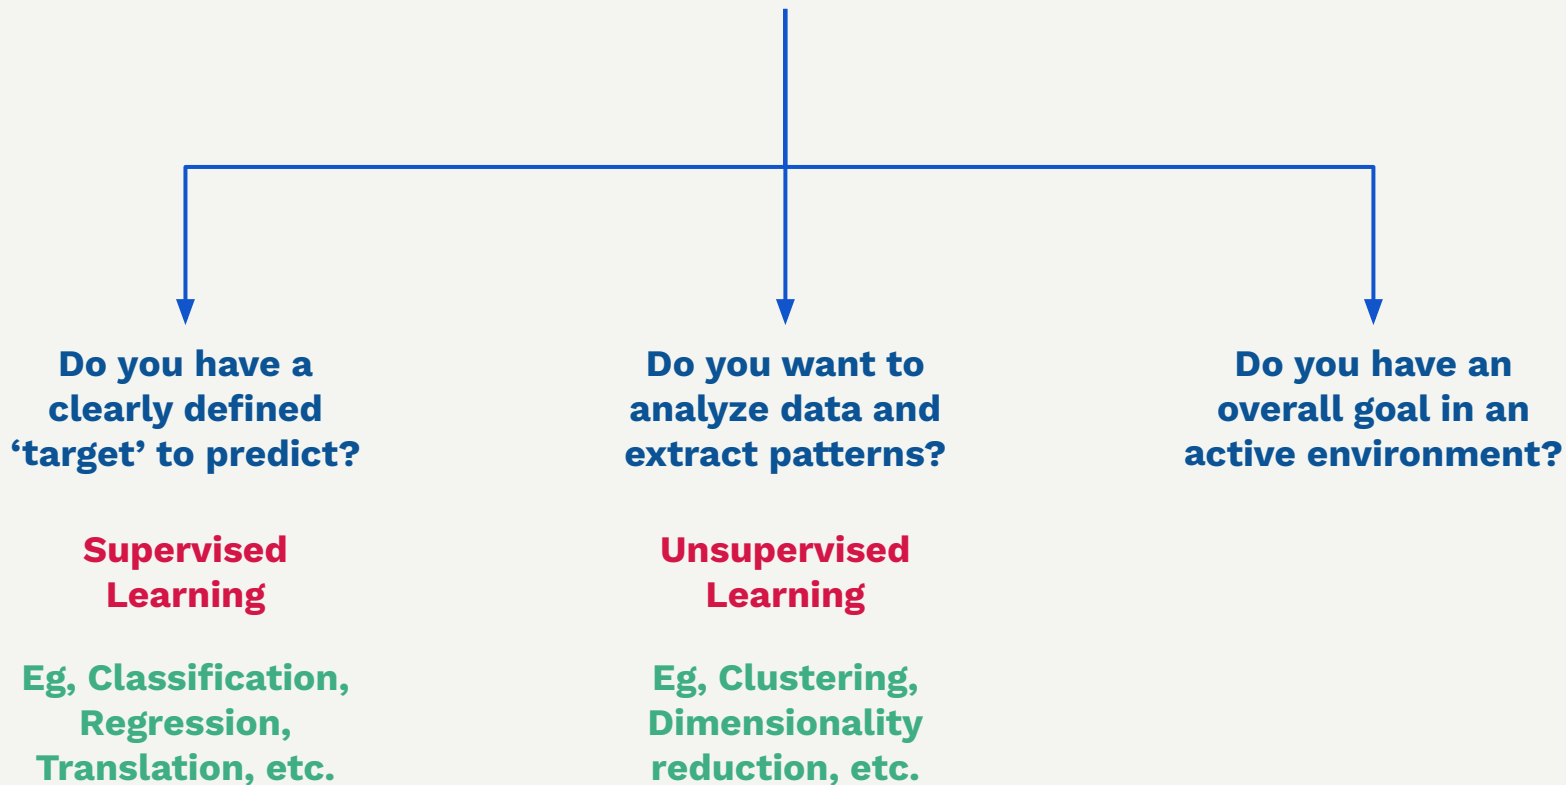 Do you have a
clearly defined
‘target’ to predict?
Supervised
Learning
Eg, Classification,
Regression,
Translation, etc.
Do you want to
analyze data and
extract patterns?
Unsupervised
Learning
Eg, Clustering,
Dimensionality
reduction, etc.
Do you have an
overall goal in an
active environment?